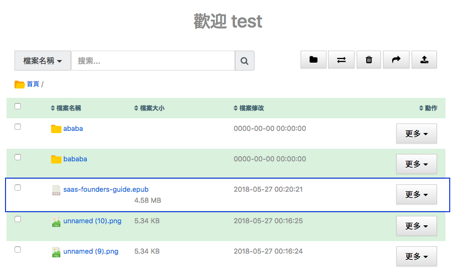 歡迎 test
檔案名稱 搜索...
首頁 /
檔案名稱 檔案大小 檔案修改 動作
ababa 0000-00-00 00:00:00 更多
bababa 0000-00-00 00:00:00 更多
saas-founders-guide.epub 2018-05-27 00:20:21 更多
4.58 MB
unnamed (10).png 5.34 KB 2018-05-27 00:16:25 更多
unnamed (9).png 5.34 KB 2018-05-27 00:16:24 更多